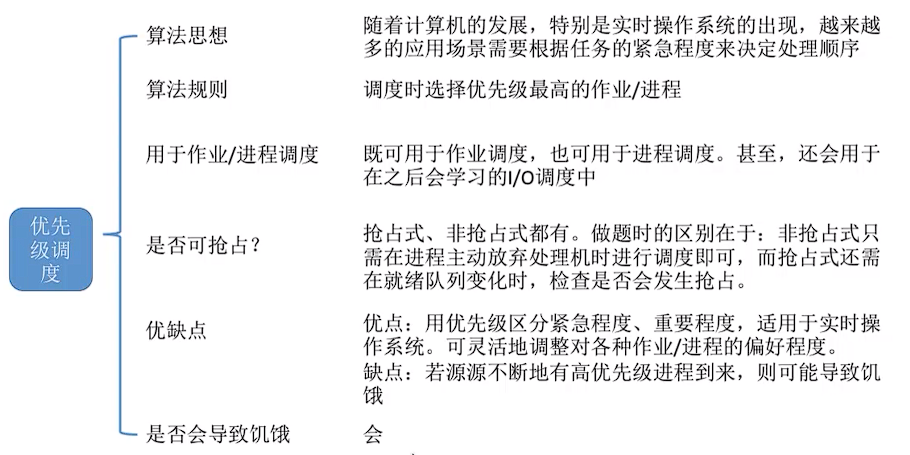 优先
级调
度
算法思想
随着计算机的发展，特别是实时操作系统的出现，越来越
多的应用场景需要根据任务的紧急程度来决定处理顺序
算法规则
调度时选择优先级最高的作业/进程
用于作业/进程调度
既可用于作业调度，也可用于进程调度。甚至，还会用于
在之后会学习的I/O调度中
是否可抢占？
抢占式、非抢占式都有。做题时的区别在于：非抢占式只
需在进程主动放弃处理机时进行调度即可，而抢占式还需
在就绪队列变化时，检查是否会发生抢占。
优缺点
优点：用优先级区分紧急程度、重要程度，适用于实时操
作系统。可灵活地调整对各种作业/进程的偏好程度。
缺点：若源源不断地有高优先级进程到来，则可能导致饥
饿
是否会导致饥饿
会